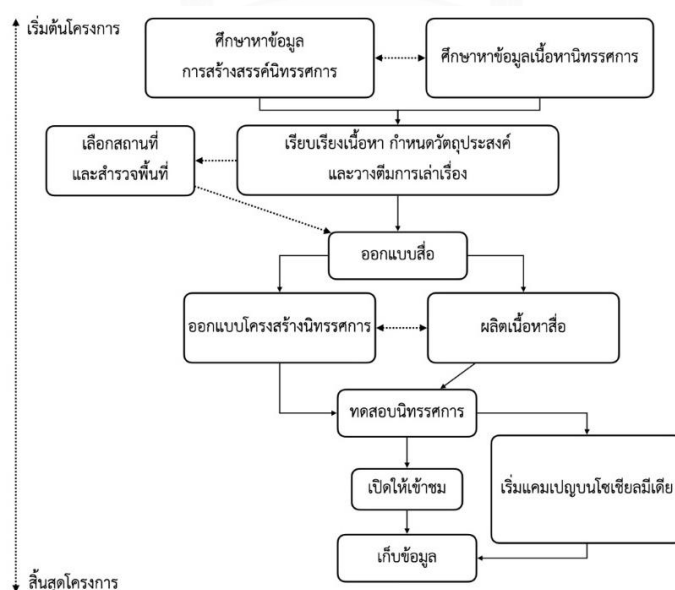 เริ่มต้นโครงการ
ศึกษาหาข้อมูล
การสร้างสรรค์นิทรรศการ
ศึกษาหาข้อมูลเนื้อหานิทรรศการ
เลือกสถานที่
และสำรวจพื้นที่
เรียบเรียงเนื้อหา กำหนดวัตถุประสงค์
และวางตีมการเล่าเรื่อง
ออกแบบสื่อ
ออกแบบโครงสร้างนิทรรศการ
ผลิตเนื้อหาสื่อ
ทดสอบนิทรรศการ
เปิดให้เข้าชม
เริ่มแคมเปญบนโซเชียลมีเดีย
เก็บข้อมูล
สิ้นสุดโครงการ